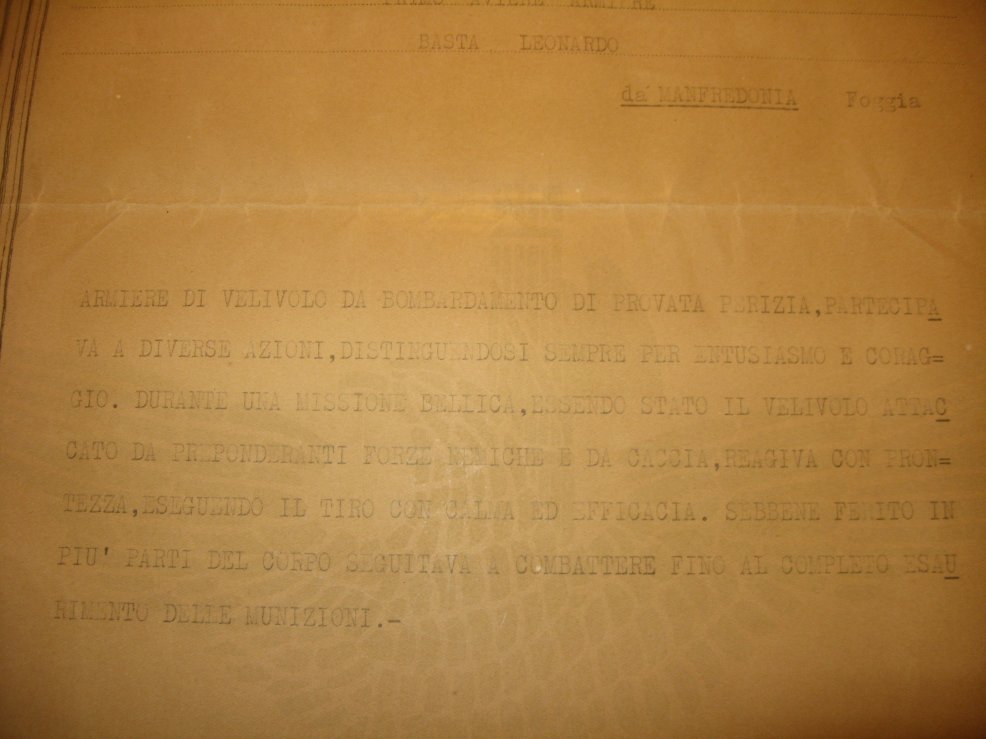 PRIMO AVIERE ARMIERE
BASTA LEONARDO
da MANFREDONIA Foggia
ARMIERE DI VELIVOLO DA BOMBARDAMENTO DI PROVATA PERIZIA,PARTECIPA
VA A DIVERSE AZIONI,DISTINGUENDOSI SEMPRE PER ENTUSIASMO E CORAG=
GIO. DURANTE UNA MISSIONE BELLICA,ESSENDO STATO IL VELIVOLO ATTAC
CATO DA PREPONDERANTI FORZE NEMICHE E DA CACCIA,REAGIVA CON PRON=
TEZZA,ESEGUENDO IL TIRO CON CALMA ED EFFICACIA. SEBBENE FERITO IN
PIU' PARTI DEL CORPO SEGUITAVA A COMBATTERE FINO AL COMPLETO ESAU
RIMENTO DELLE MUNIZIONI.-